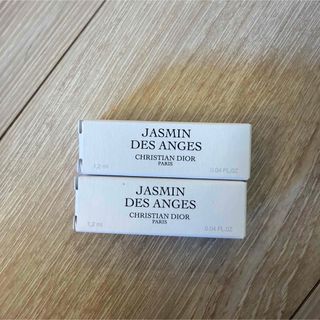 JASMIN
DES ANGES
CHRISTIAN DIOR
PARIS
1,2 ml
0.04 FL.OZ
JASMIN
DES ANGES
CHRISTIAN DIOR
PARIS
1,2 ml
0.04 FL.OZ